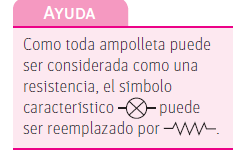 AYUDA
Como toda ampolleta puede
ser considerada como una
resistencia, el símbolo
característico puede
ser reemplazado por .